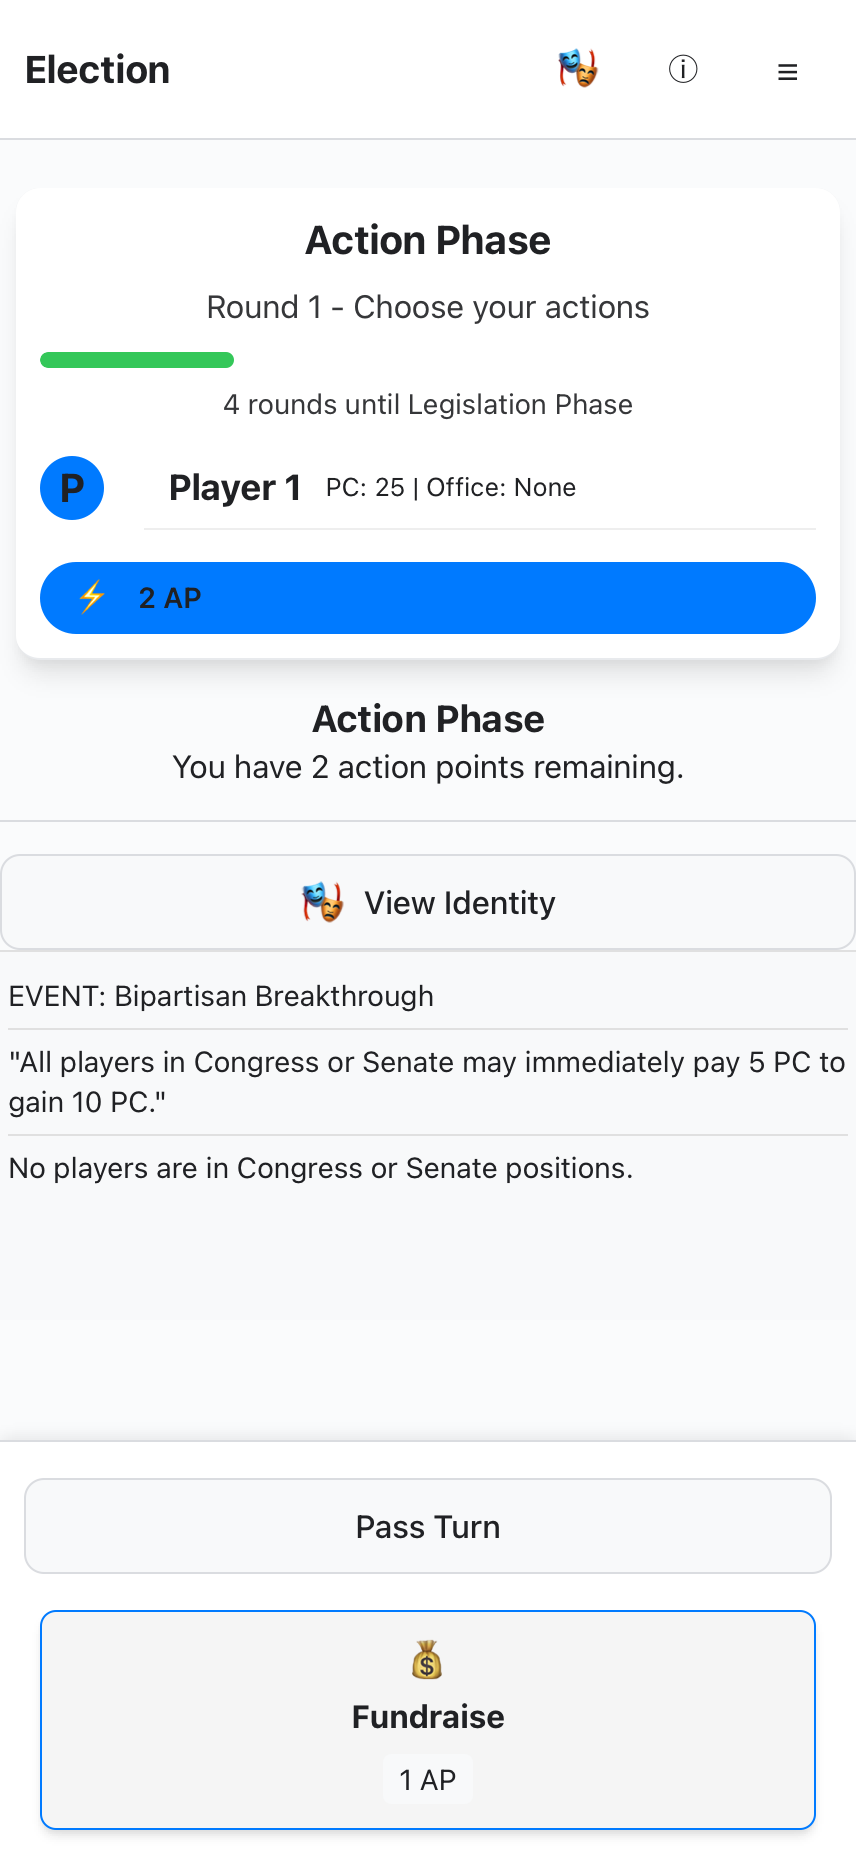 Election
Action Phase
Round 1 - Choose your actions
4 rounds until Legislation Phase
P
Player 1 PC: 25 | Office: None
2 AP
Action Phase
You have 2 action points remaining.
View Identity
EVENT: Bipartisan Breakthrough
"All players in Congress or Senate may immediately pay 5 PC to
gain 10 PC."
No players are in Congress or Senate positions.
Pass Turn
Fundraise
1 AP